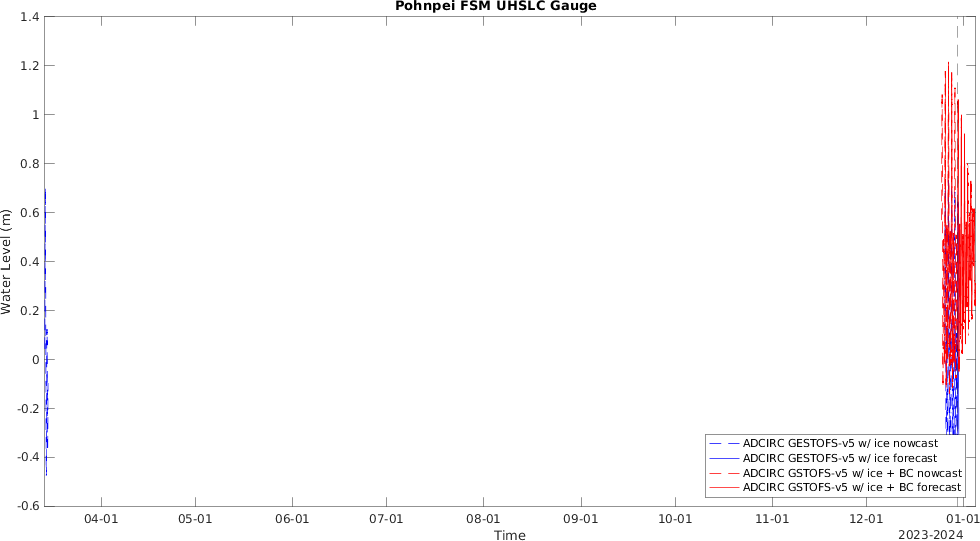 Pohnpei FSM UHSLC Gauge
1.4
1.2
1
0.8
0.6
0.4
0.2
0
-0.2
-0.4
-0.6
Water Level (m)
ADCIRC GESTOFS-v5 w/ ice nowcast
ADCIRC GESTOFS-v5 w/ ice forecast
ADCIRC GSTOFS-v5 w/ ice + BC nowcast
ADCIRC GSTOFS-v5 w/ ice + BC forecast
04-01 05-01 06-01 07-01 08-01 09-01 10-01 11-01 12-01 01-01
Time
2023-2024